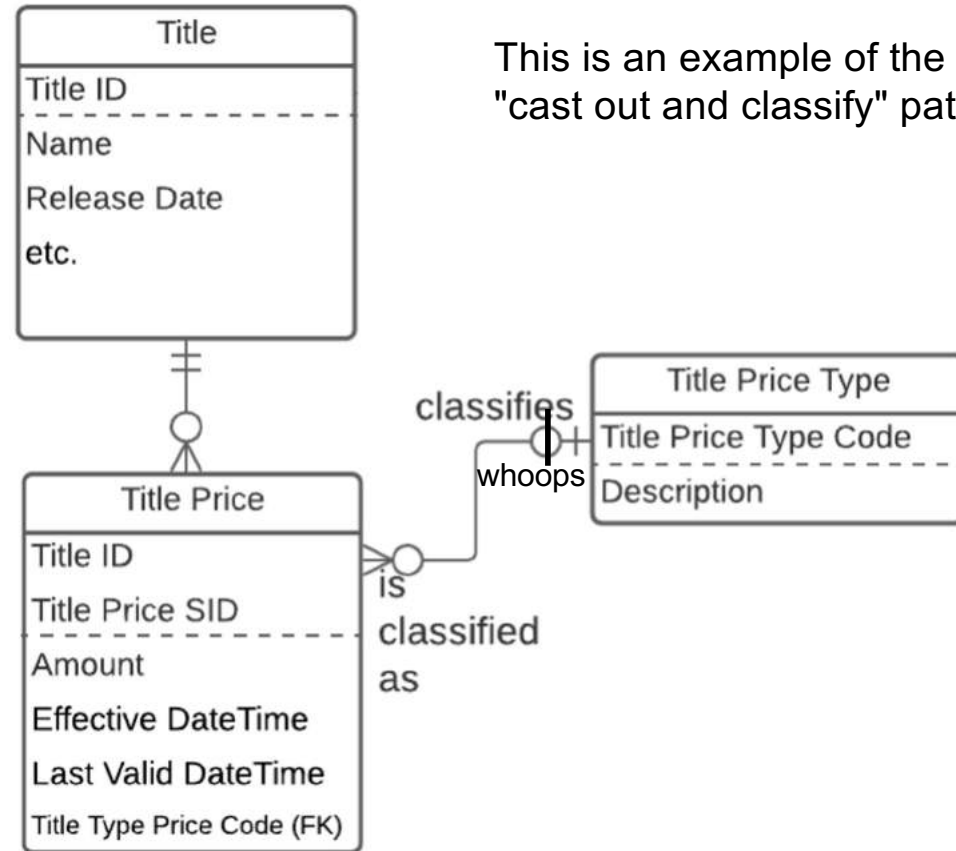 Title
Title ID
Name
Release Date
etc.
This is an example of the
"cast out and classify" pat
classifies
whoops
Title Price Type
Title Price Type Code
Description
Title Price
Title ID
Title Price SID
Amount
Effective DateTime
Last Valid DateTime
Title Type Price Code (FK)
is
classified
as